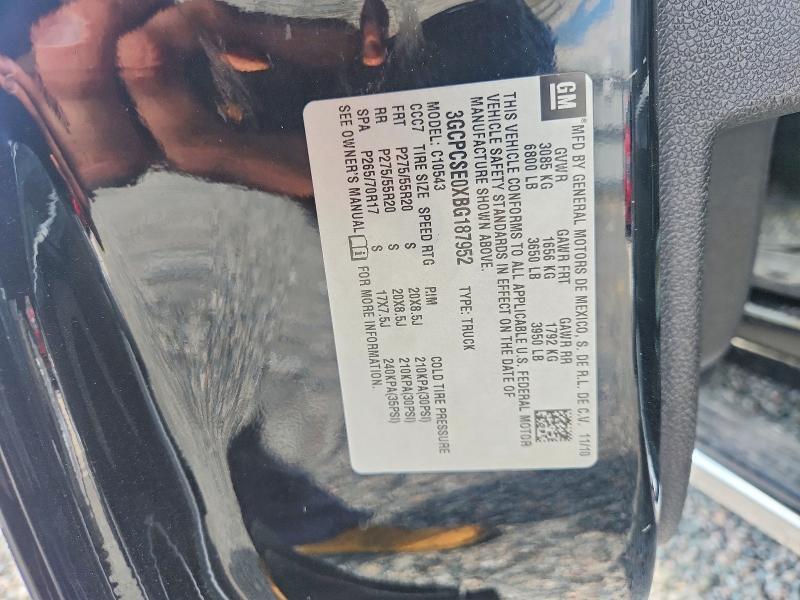 GM
® MFD BY GENERAL MOTORS DE MEXICO, S. DE R.L. DE C.V. 11/10
GVWR GAWR FRT GAWR RR
3085 KG 1656 KG 1792 KG
6800 LB 3650 LB 3950 LB
THIS VEHICLE CONFORMS TO ALL APPLICABLE U.S. FEDERAL MOTOR
VEHICLE SAFETY STANDARDS IN EFFECT ON THE DATE OF
MANUFACTURE SHOWN ABOVE.
3GCPCSE0XBG187952 TYPE: TRUCK
MODEL: C10543
CCC7 TIRE SIZE SPEED RTG RIM COLD TIRE PRESSURE
FRT P275/55R20 S 20X8.5J 210KPA(30PSI)
RR P275/55R20 S 20X8.5J 210KPA(30PSI)
SPA P265/70R17 S 17X7.5J 240KPA(35PSI)
SEE OWNER'S MANUAL FOR MORE INFORMATION.